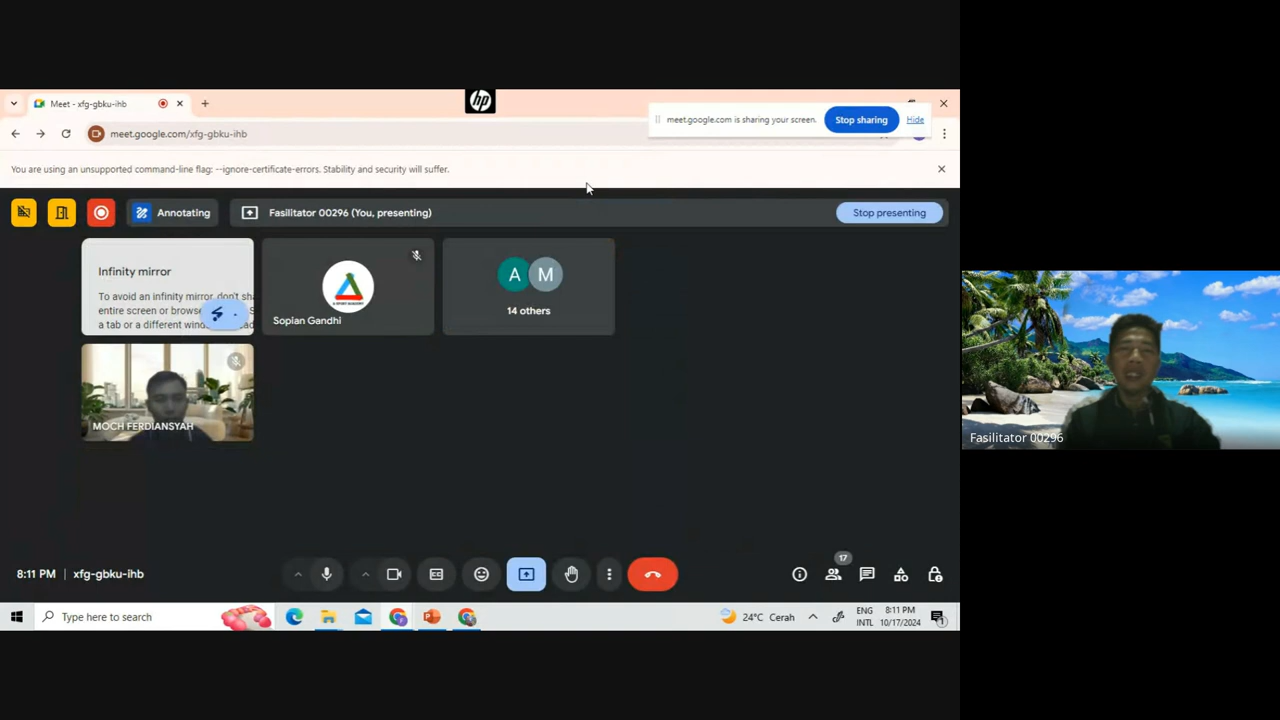 Meet - xfg-gbku-ihb
hp
meet.google.com is sharing your screen.
Stop sharing
Hide
meet.google.com/xfg-gbku-ihb
You are using an unsupported command-line flag: --ignore-certificate-errors. Stability and security will suffer.
Annotating
Fasilitator 00296 (You, presenting)
Stop presenting
Infinity mirror
To avoid an infinity mirror, don't sha
entire screen or browse
a tab or a different wind
Sopian Gandhi
A
M
14 others
MOCH FERDIANSYAH
Fasilitator 00296
8:11 PM | xfg-gbku-ihb
17
Type here to search
24°C Cerah
ENG
INTL
8:11 PM
10/17/2024
1